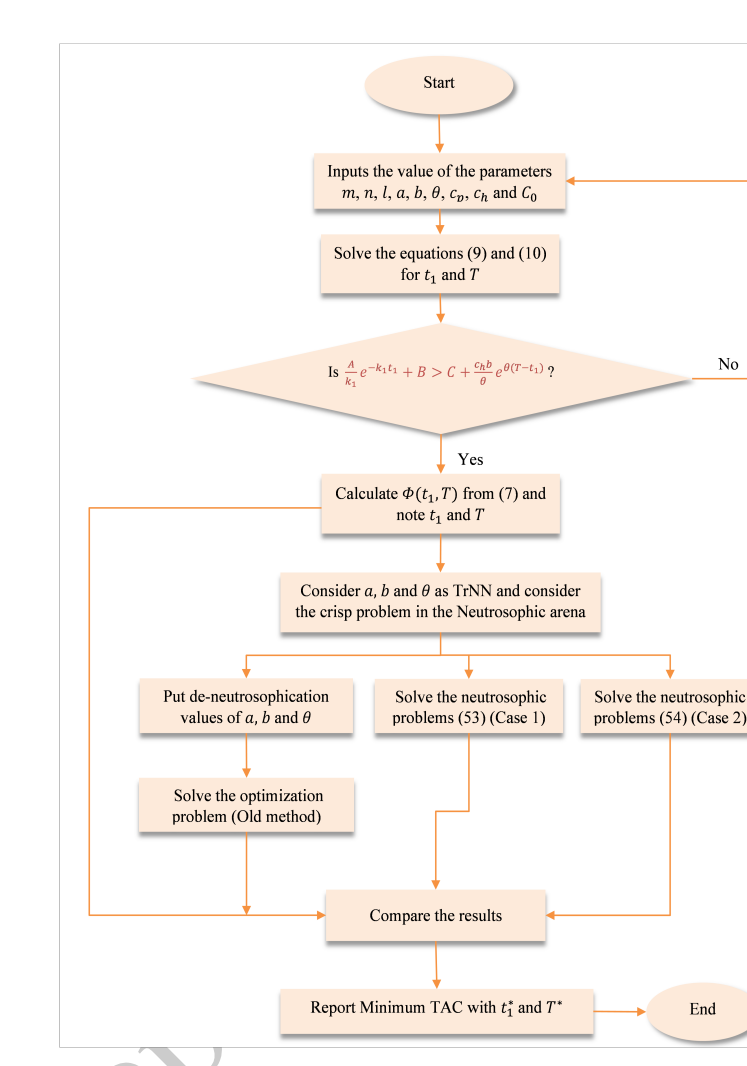 Start
Inputs the value of the parameters
m, n, l, a, b, θ, c_p, c_h and C_0
Solve the equations (9) and (10)
for t_1 and T
Is \frac{A}{k_1} e^{-k_1 t_1} + B > C + \frac{c_h b}{θ} e^{θ(T-t_1)} ?
No
Yes
Calculate Φ(t_1, T) from (7) and
note t_1 and T
Consider a, b and θ as TrNN and consider
the crisp problem in the Neutrosophic arena
Put de-neutrosophication
values of a, b and θ
Solve the neutrosophic
problems (53) (Case 1)
Solve the neutrosophic
problems (54) (Case 2)
Solve the optimization
problem (Old method)
Compare the results
Report Minimum TAC with t_1^* and T^*
End